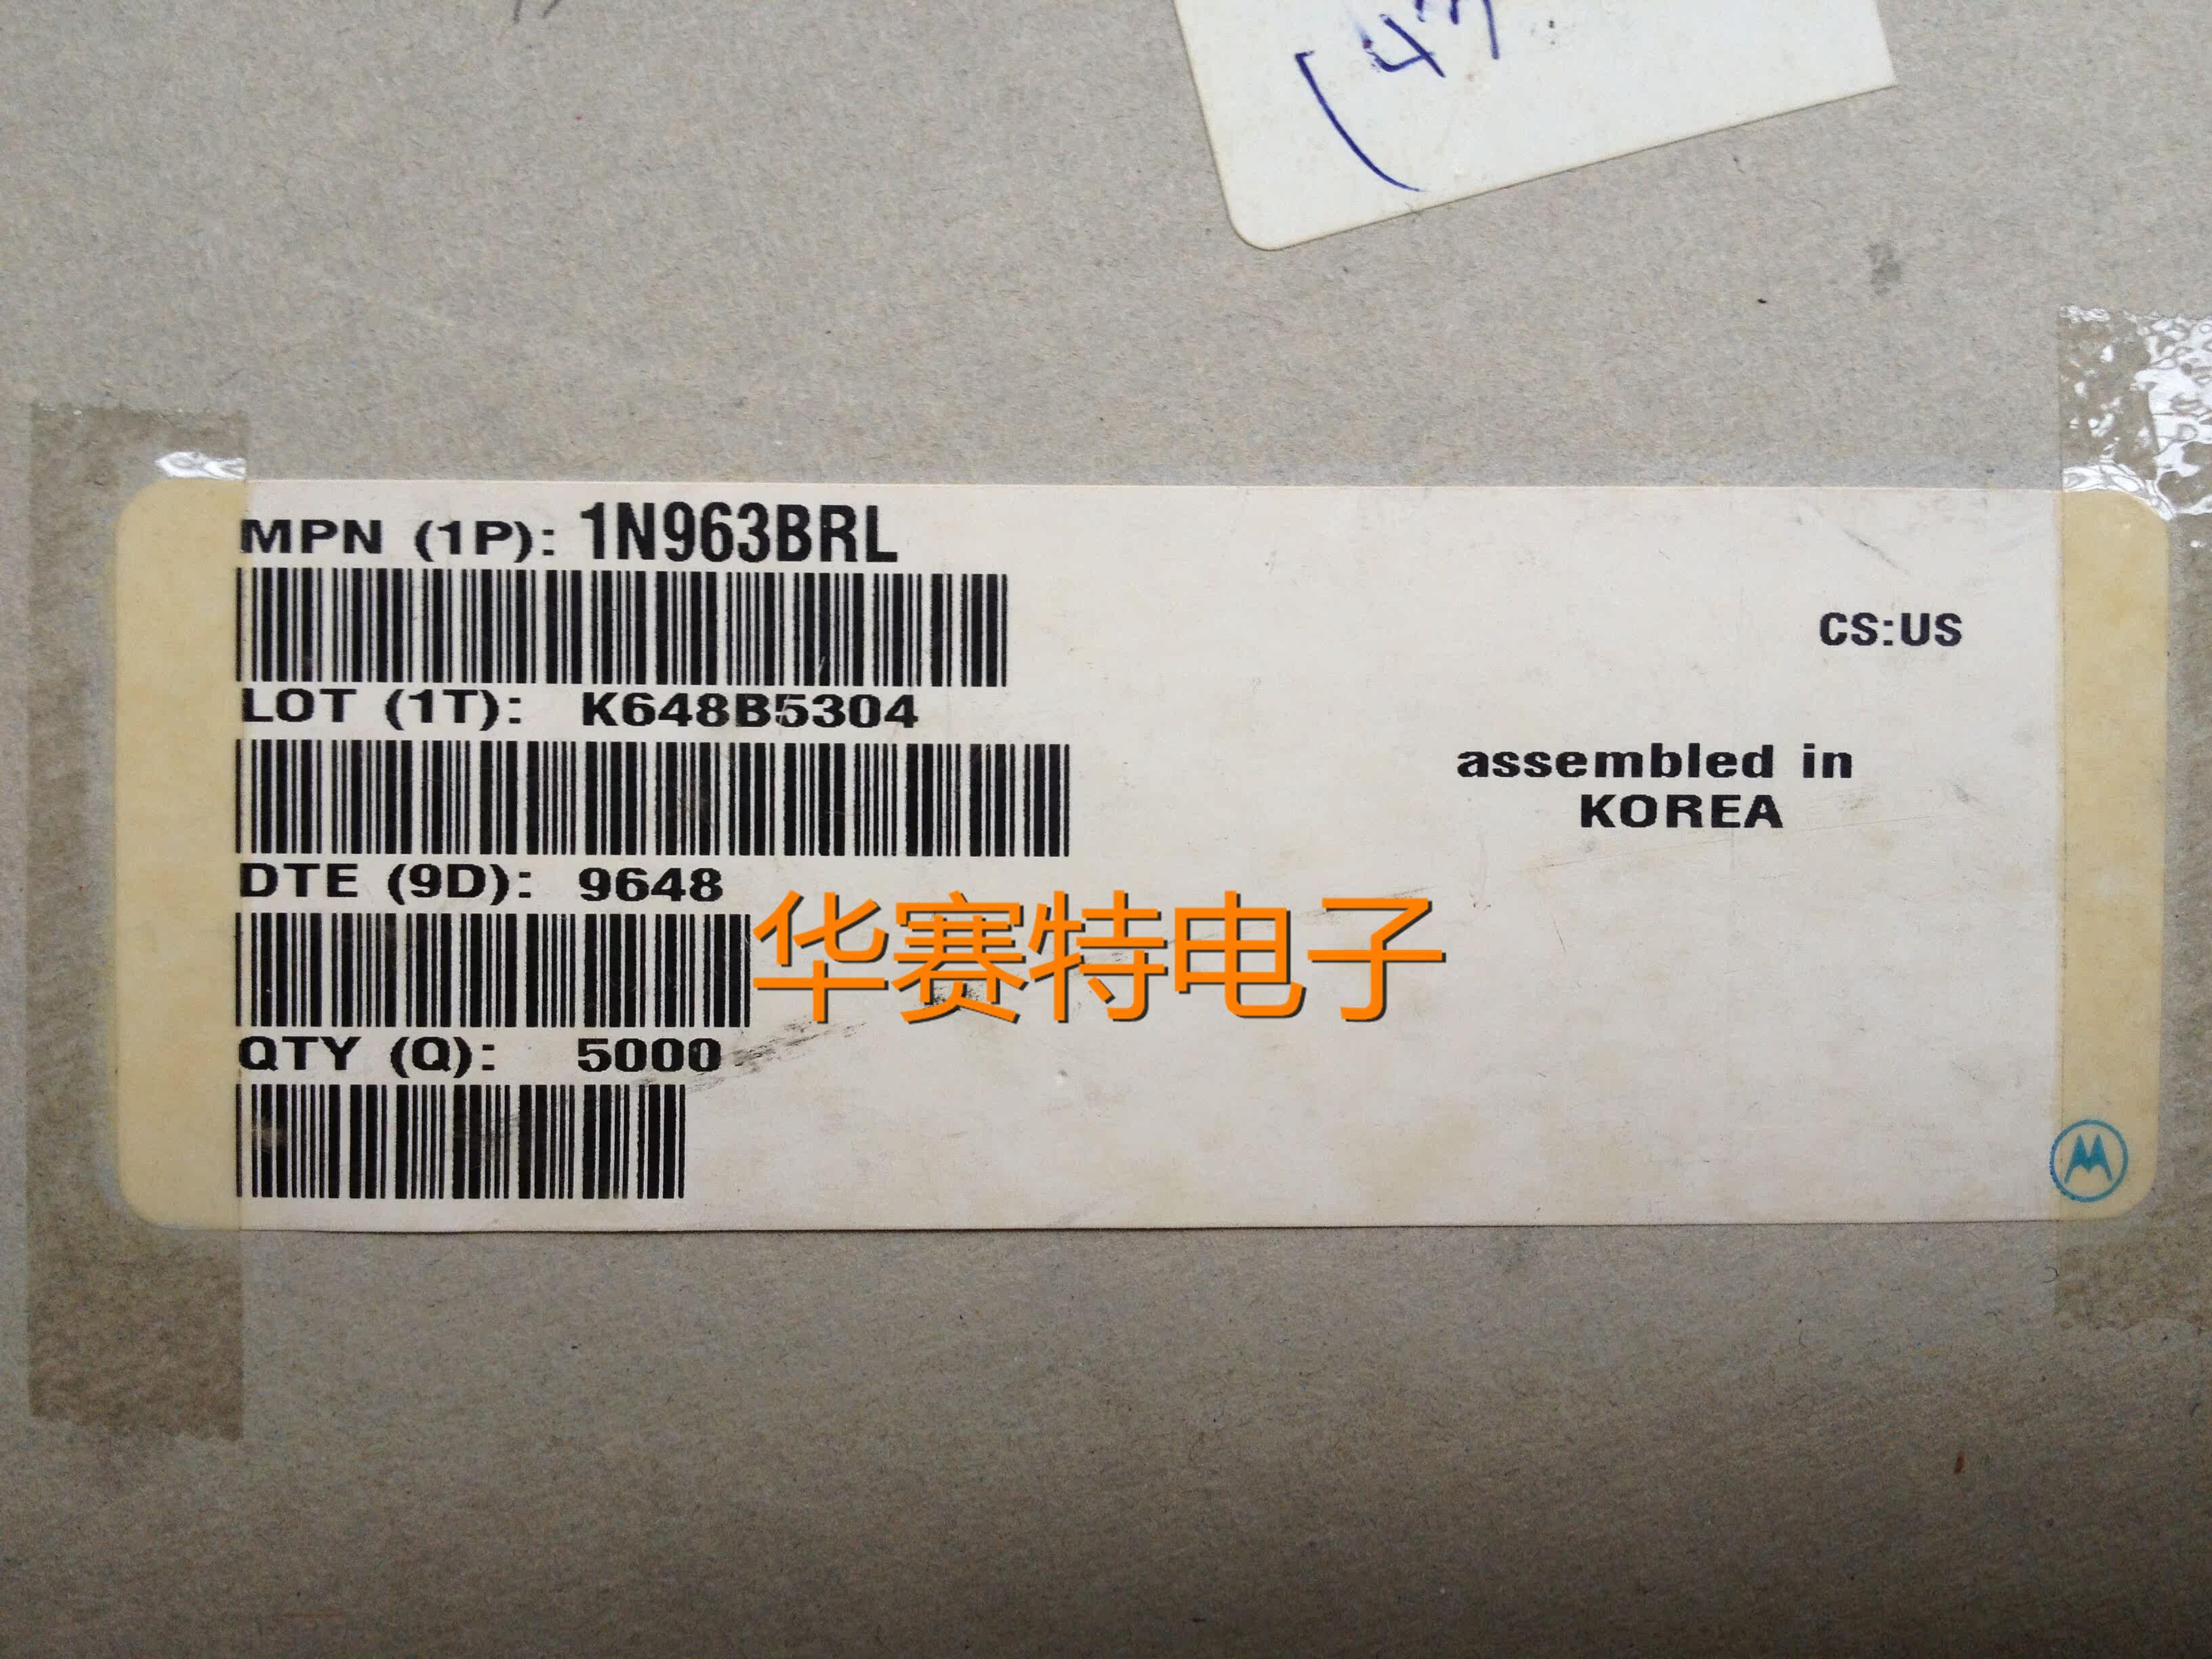 MPN (1P): 1N963BRL
CS:US
LOT (1T): K648B5304
assembled in
KOREA
DTE (9D): 9648
华赛特电子
QTY (Q): 5000